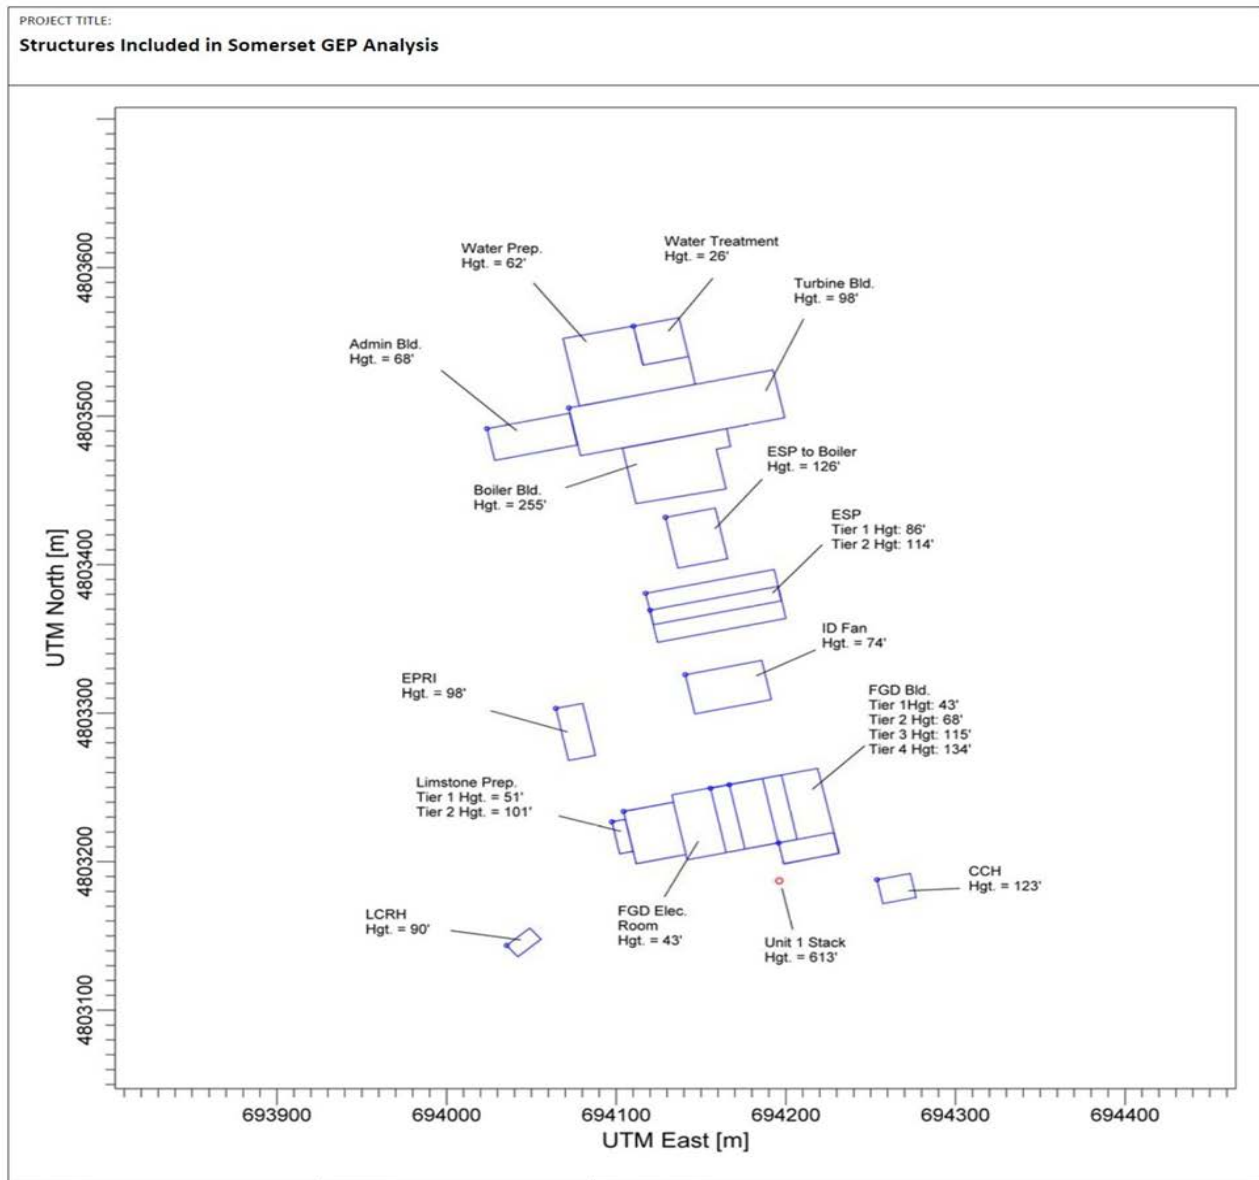 PROJECT TITLE:
Structures Included in Somerset GEP Analysis
Water Prep.
Hgt. = 62'
Water Treatment
Hgt. = 26'
Turbine Bld.
Hgt. = 98'
Admin Bld.
Hgt. = 68'
Boiler Bld.
Hgt. = 255'
ESP to Boiler
Hgt. = 126'
ESP
Tier 1 Hgt: 86'
Tier 2 Hgt: 114'
ID Fan
Hgt. = 74'
EPRI
Hgt. = 98'
FGD Bld.
Tier 1Hgt: 43'
Tier 2 Hgt: 68'
Tier 3 Hgt: 115'
Tier 4 Hgt: 134'
Limstone Prep.
Tier 1 Hgt. = 51'
Tier 2 Hgt. = 101'
CCH
Hgt. = 123'
LCRH
Hgt. = 90'
FGD Elec.
Room
Hgt. = 43'
Unit 1 Stack
Hgt. = 613'
UTM North [m]
4803600
4803500
4803400
4803300
4803200
4803100
693900
694000
694100
694200
694300
694400
UTM East [m]